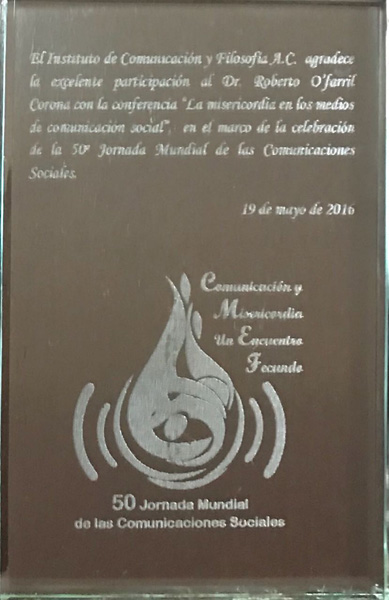 El Instituto de Comunicación y Filosofía A.C. agradece
la excelente participación al Dr. Roberto O'farril
Corona con la conferencia "La misericordia en los medios
de comunicación social", en el marco de la celebración
de la 50ª Jornada Mundial de las Comunicaciones
Sociales.
19 de mayo de 2016
Comunicación y
Misericordia
Un Encuentro
Fecundo
50 Jornada Mundial
de las Comunicaciones Sociales